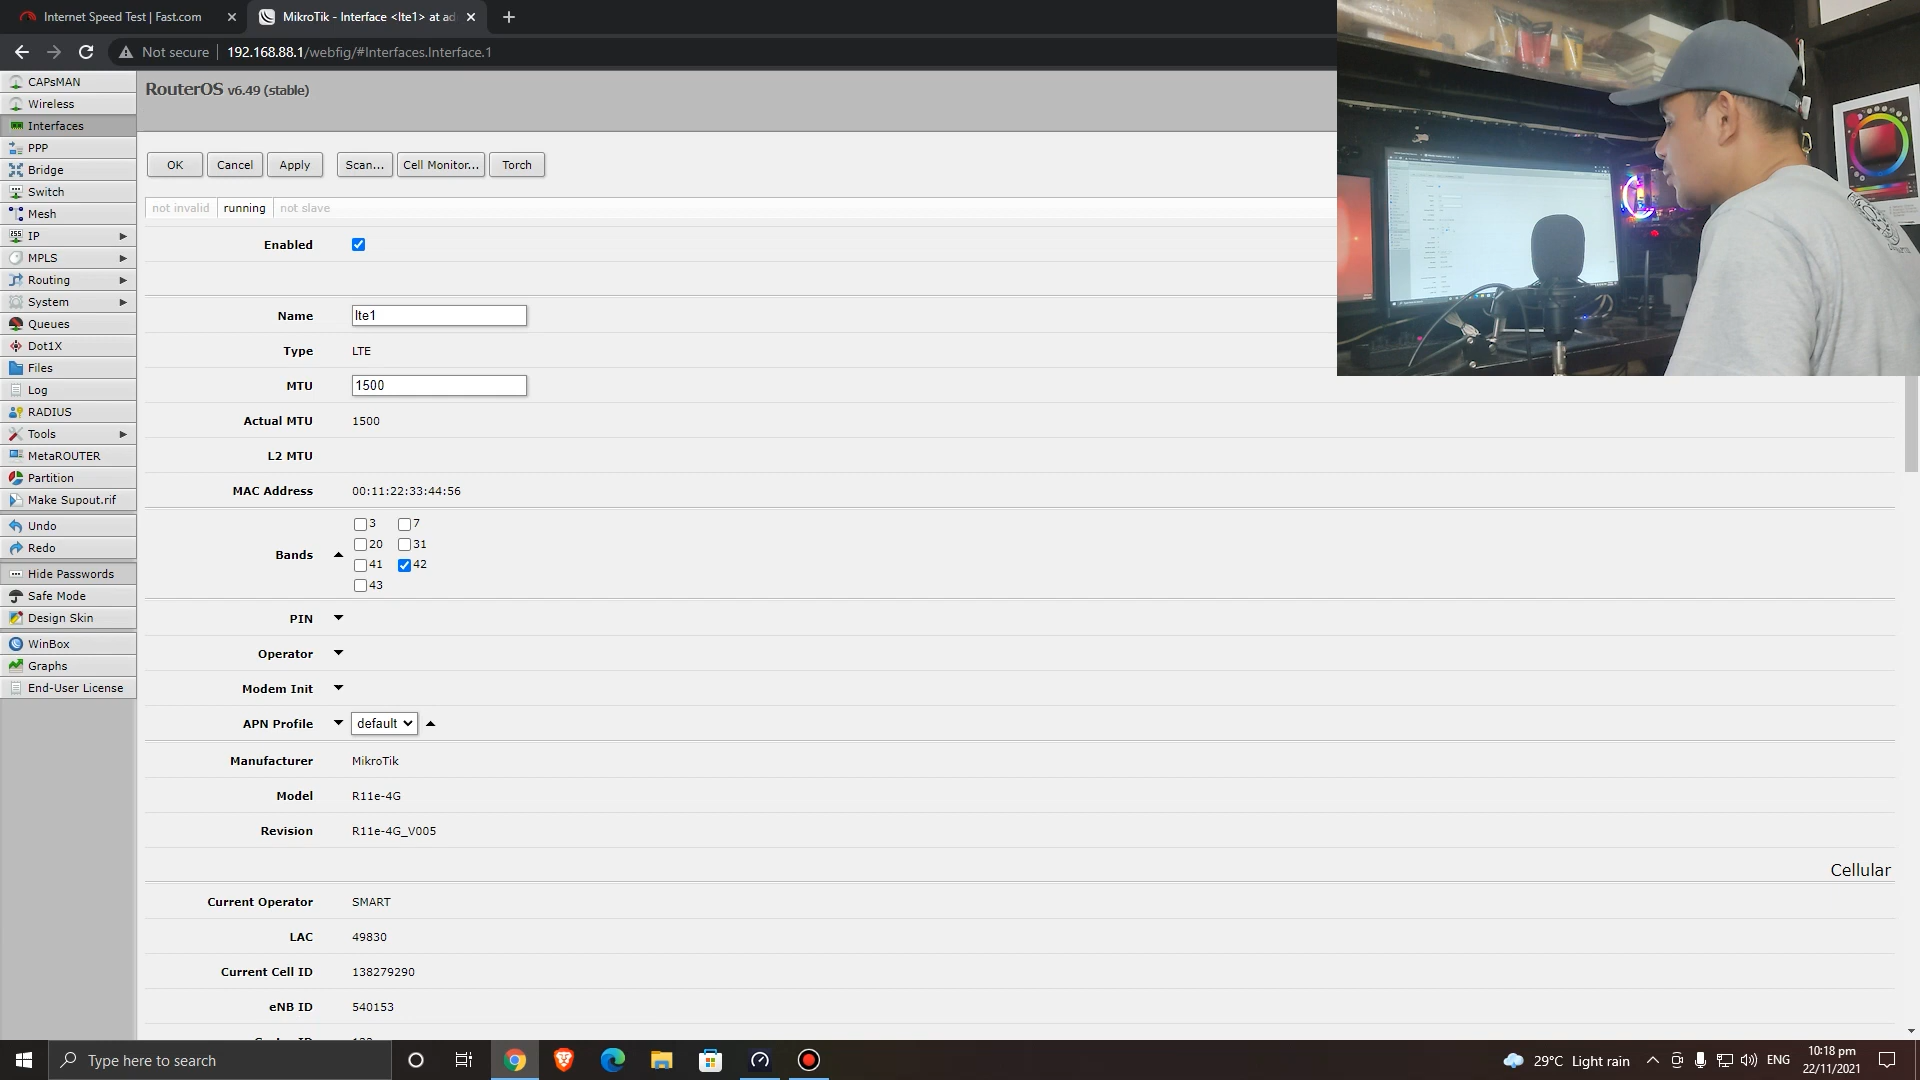 Internet Speed Test | Fast.com
MikroTik - Interface <lte1> at ad
Not secure
192.168.88.1/webfig/#Interfaces.Interface.1
CAPsMAN
Wireless
Interfaces
PPP
Bridge
Switch
Mesh
IP
MPLS
Routing
System
Queues
Dot1X
Files
Log
RADIUS
Tools
MetaROUTER
Partition
Make Supout.rif
Undo
Redo
Hide Passwords
Safe Mode
Design Skin
WinBox
Graphs
End-User License
RouterOS v6.49 (stable)
OK Cancel Apply Scan... Cell Monitor... Torch
not invalid running not slave
Enabled
Name lte1
Type LTE
MTU 1500
Actual MTU 1500
L2 MTU
MAC Address 00:11:22:33:44:56
Bands
3 7
20 31
41 42
43
PIN
Operator
Modem Init
APN Profile default
Manufacturer MikroTik
Model R11e-4G
Revision R11e-4G_V005
Cellular
Current Operator SMART
LAC 49830
Current Cell ID 138279290
eNB ID 540153
Type here to search
29°C Light rain
ENG
10:18 pm
22/11/2021